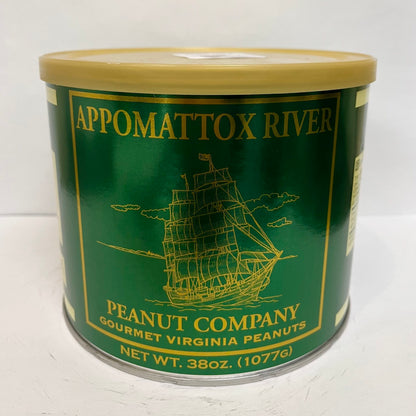 APPOMATTOX RIVER
PEANUT COMPANY
GOURMET VIRGINIA PEANUTS
NET WT. 38OZ. (1077G)